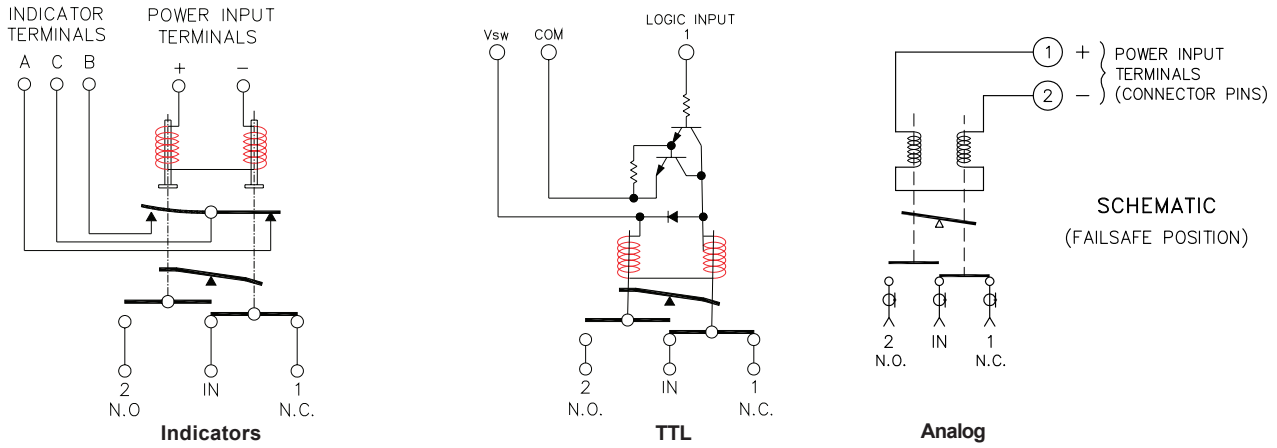 INDICATOR
TERMINALS
A C B
POWER INPUT
TERMINALS
+ −
2
N.O
IN
1
N.C.
Indicators
Vsw
COM
LOGIC INPUT
1
2
N.O.
IN
1
N.C.
TTL
1 +
2 −
POWER INPUT
TERMINALS
(CONNECTOR PINS)
SCHEMATIC
(FAILSAFE POSITION)
2
N.O.
IN
1
N.C.
Analog